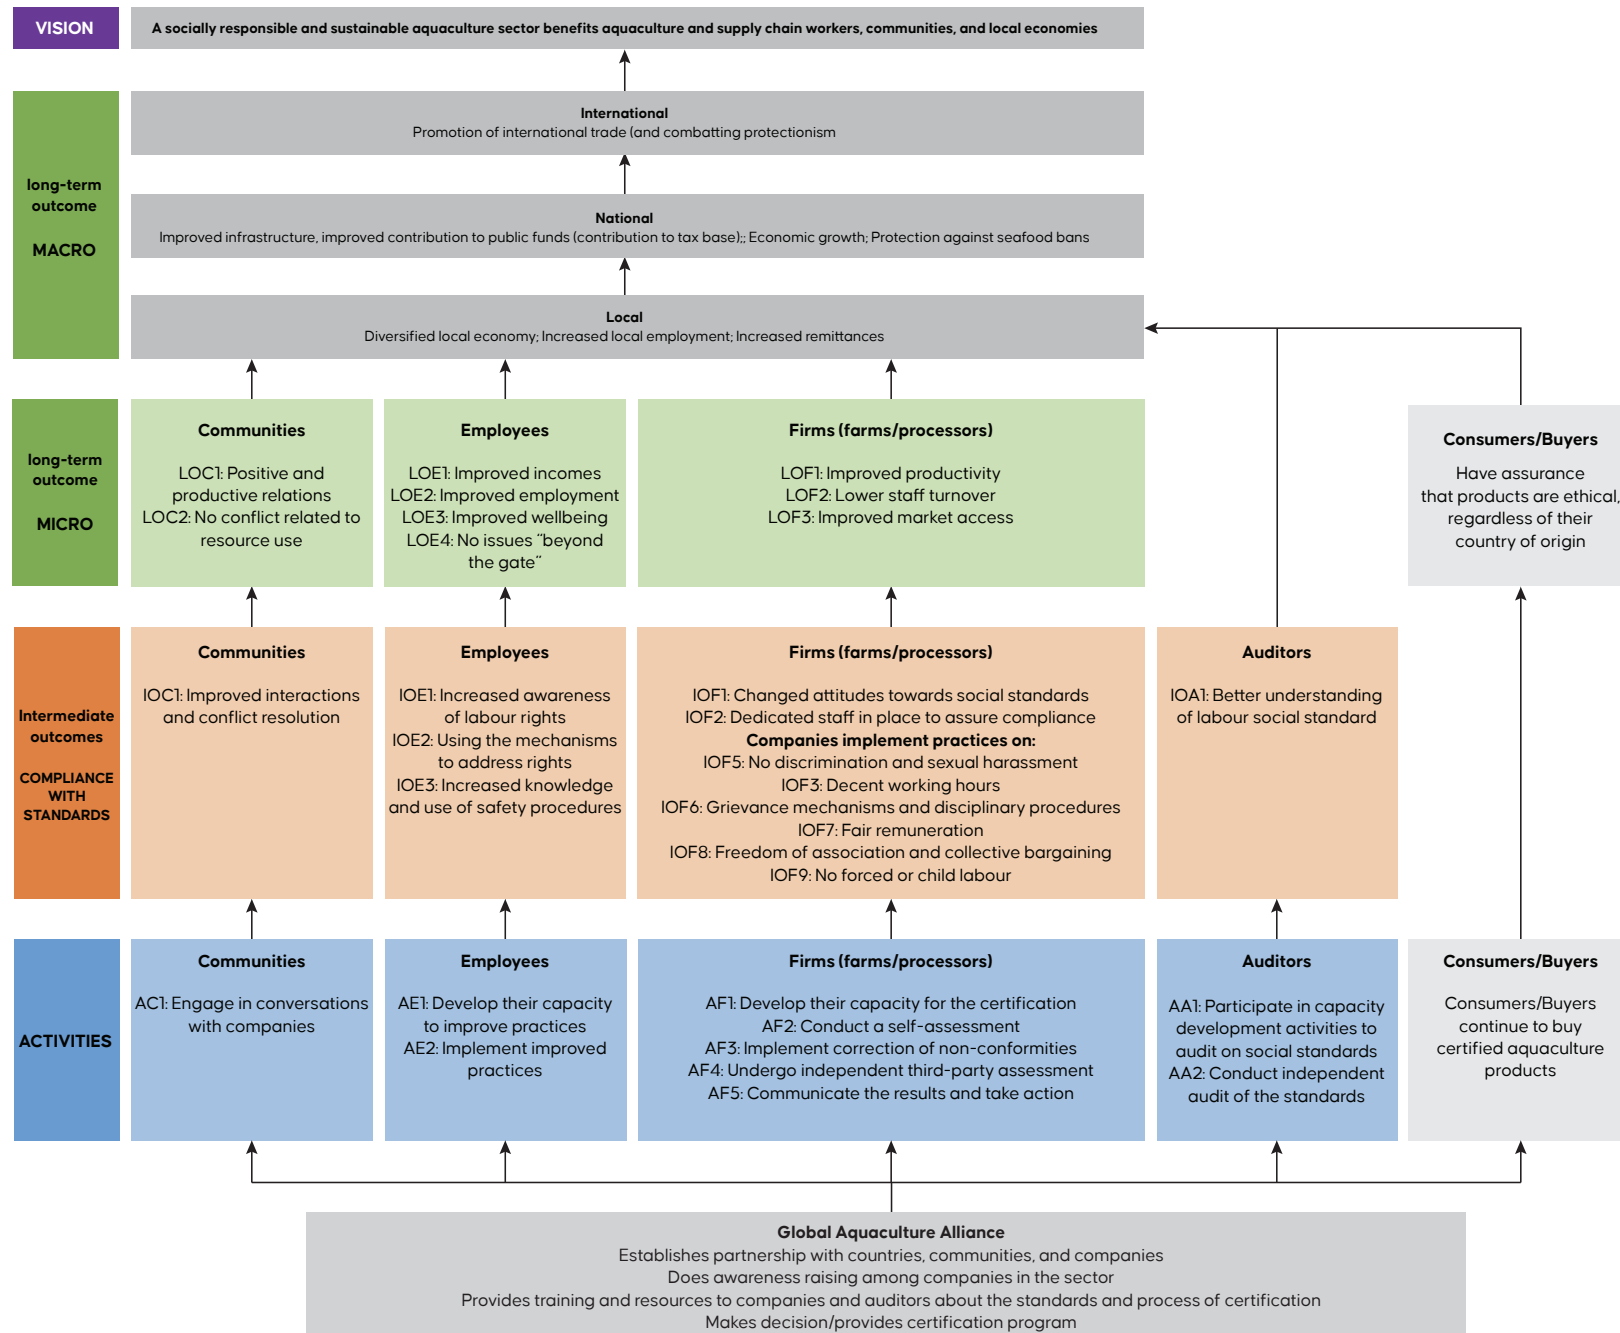 VISION
A socially responsible and sustainable aquaculture sector benefits aquaculture and supply chain workers, communities, and local economies
long-term
outcome
MACRO
International
Promotion of international trade (and combatting protectionism
National
Improved infrastructure, improved contribution to public funds (contribution to tax base);; Economic growth; Protection against seafood bans
Local
Diversified local economy; Increased local employment; Increased remittances
long-term
outcome
MICRO
Communities
LOC1: Positive and
productive relations
LOC2: No conflict related to
resource use
Employees
LOE1: Improved incomes
LOE2: Improved employment
LOE3: Improved wellbeing
LOE4: No issues “beyond
the gate”
Firms (farms/processors)
LOF1: Improved productivity
LOF2: Lower staff turnover
LOF3: Improved market access
Consumers/Buyers
Have assurance
that products are ethical,
regardless of their
country of origin
Intermediate
outcomes
COMPLIANCE
WITH
STANDARDS
Communities
IOC1: Improved interactions
and conflict resolution
Employees
IOE1: Increased awareness
of labour rights
IOE2: Using the mechanisms
to address rights
IOE3: Increased knowledge
and use of safety procedures
Firms (farms/processors)
IOF1: Changed attitudes towards social standards
IOF2: Dedicated staff in place to assure compliance
Companies implement practices on:
IOF5: No discrimination and sexual harassment
IOF3: Decent working hours
IOF6: Grievance mechanisms and disciplinary procedures
IOF7: Fair remuneration
IOF8: Freedom of association and collective bargaining
IOF9: No forced or child labour
Auditors
IOA1: Better understanding
of labour social standard
ACTIVITIES
Communities
AC1: Engage in conversations
with companies
Employees
AE1: Develop their capacity
to improve practices
AE2: Implement improved
practices
Firms (farms/processors)
AF1: Develop their capacity for the certification
AF2: Conduct a self-assessment
AF3: Implement correction of non-conformities
AF4: Undergo independent third-party assessment
AF5: Communicate the results and take action
Auditors
AA1: Participate in capacity
development activities to
audit on social standards
AA2: Conduct independent
audit of the standards
Consumers/Buyers
Consumers/Buyers
continue to buy
certified aquaculture
products
Global Aquaculture Alliance
Establishes partnership with countries, communities, and companies
Does awareness raising among companies in the sector
Provides training and resources to companies and auditors about the standards and process of certification
Makes decision/provides certification program